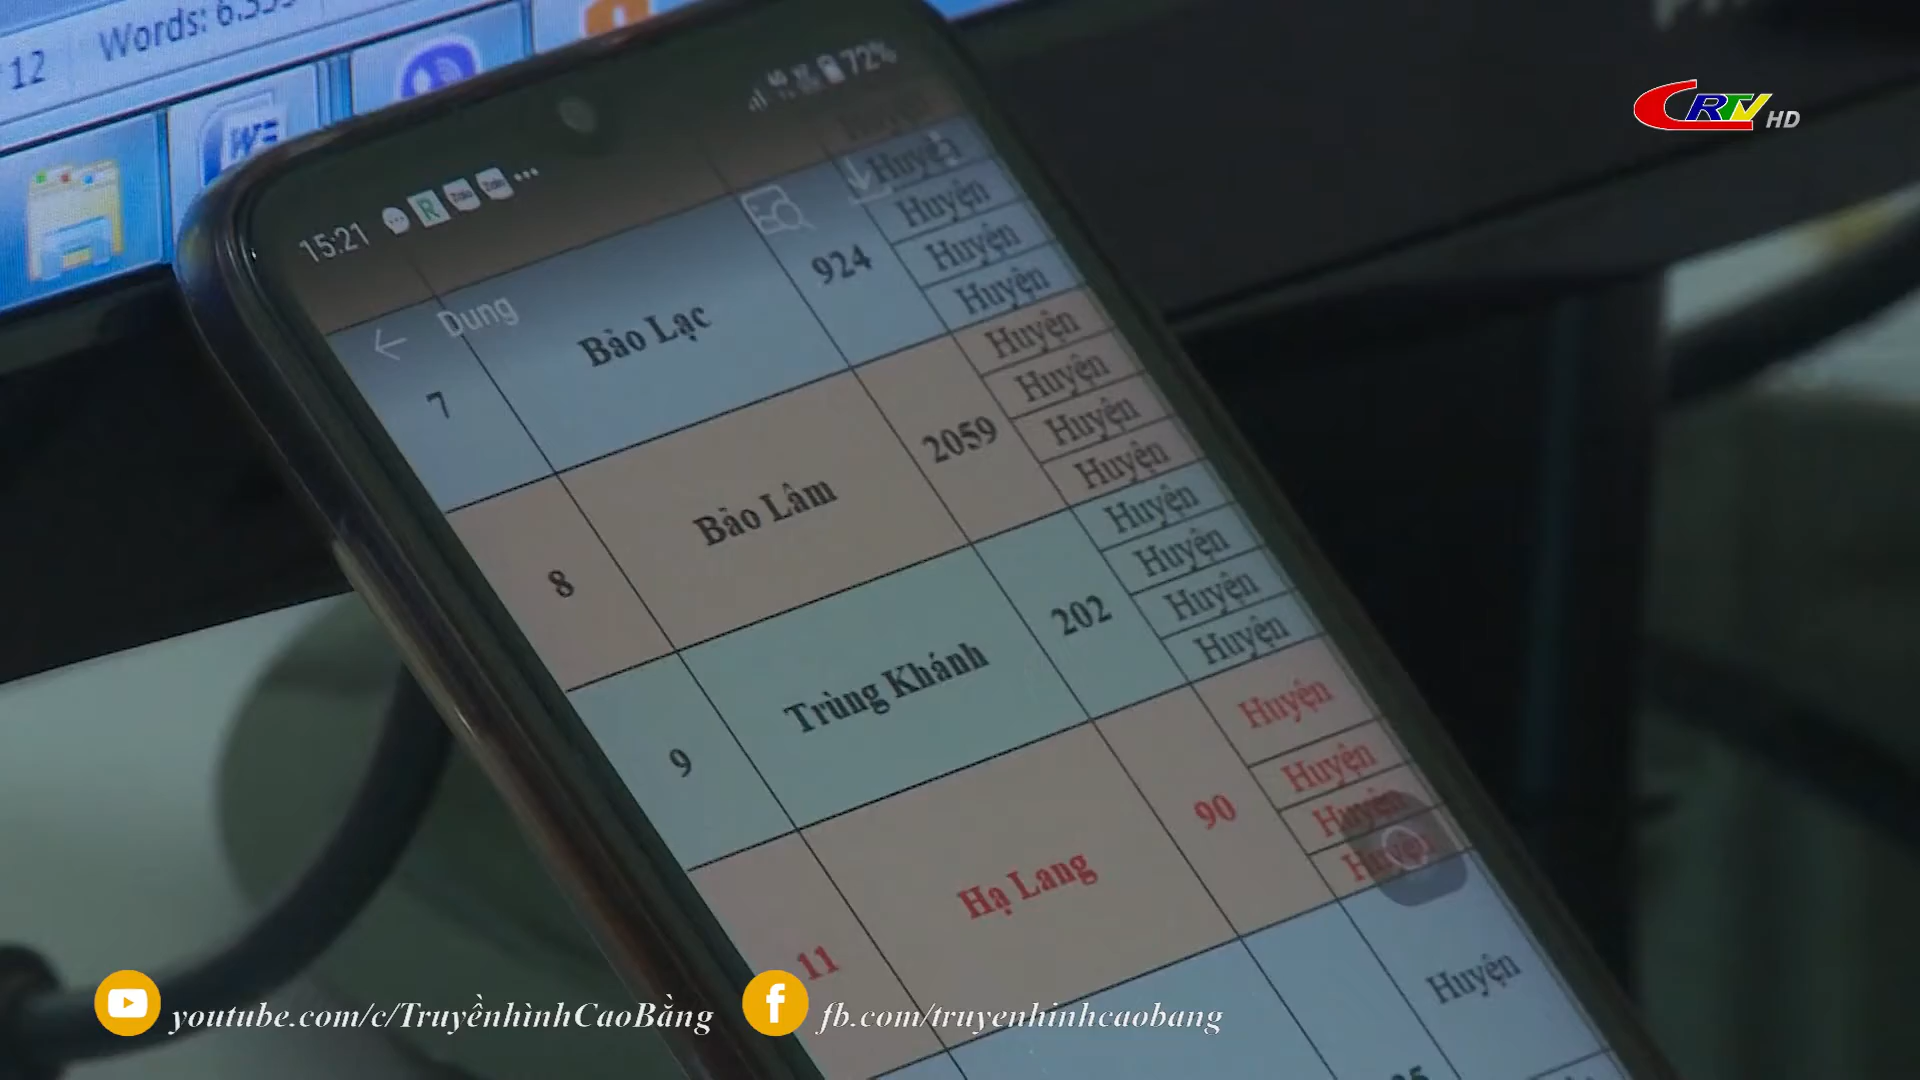 12 Words: 6.
72%
15:21
Dung
CRTV HD
7 Bảo Lạc 924 Huyện
Huyện
Huyện
Huyện
8 Bảo Lâm 2059 Huyện
Huyện
Huyện
Huyện
9 Trùng Khánh 202 Huyện
Huyện
Huyện
Huyện
11 Hạ Lang 90 Huyện
Huyện
Huyện
Huyện
Huyện
youtube.com/c/TruyềnhìnhCaoBằng
fb.com/truyenhinhcaobang